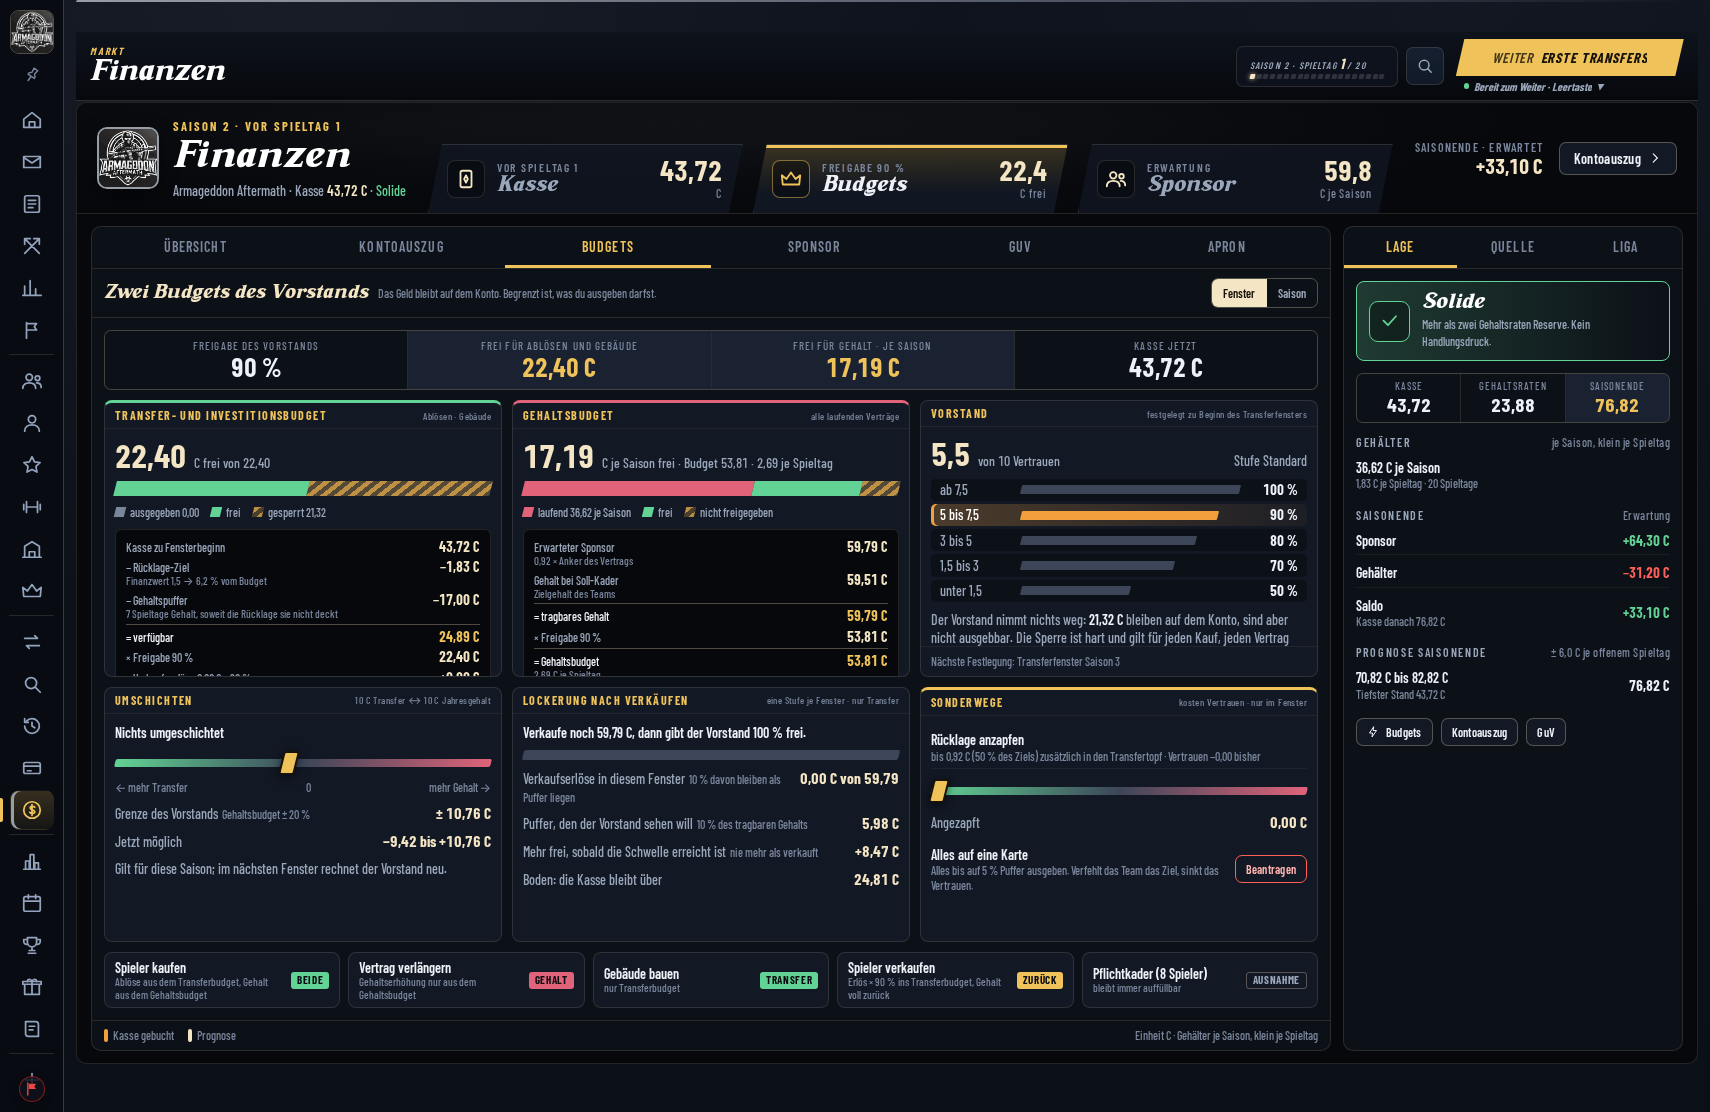 MARKT
Finanzen
SAISON 2 · SPIELTAG 1 / 20
WEITER ERSTE TRANSFERS
Bereit zum Weiter · Leertaste ▼
SAISON 2 · VOR SPIELTAG 1
Finanzen
Armageddon Aftermath · Kasse 43,72 C · Solide
VOR SPIELTAG 1
Kasse
43,72
C
FREIGABE 90 %
Budgets
22,4
C frei
ERWARTUNG
Sponsor
59,8
C je Saison
SAISONENDE · ERWARTET
+33,10 C
Kontoauszug
ÜBERSICHT
KONTOAUSZUG
BUDGETS
SPONSOR
GUV
APRON
Zwei Budgets des Vorstands Das Geld bleibt auf dem Konto. Begrenzt ist, was du ausgeben darfst.
Fenster
Saison
FREIGABE DES VORSTANDS
90 %
FREI FÜR ABLÖSEN UND GEBÄUDE
22,40 C
FREI FÜR GEHALT · JE SAISON
17,19 C
KASSE JETZT
43,72 C
TRANSFER- UND INVESTITIONSBUDGET Ablösen · Gebäude
22,40 C frei von 22,40
ausgegeben 0,00 frei gesperrt 21,32
Kasse zu Fensterbeginn 43,72 C
– Rücklage-Ziel –1,83 C
Finanzwert 1,5 → 6,2 % vom Budget
– Gehaltspuffer –17,00 C
7 Spieltage Gehalt, soweit die Rücklage sie nicht deckt
= verfügbar 24,89 C
× Freigabe 90 % 22,40 C
GEHALTSBUDGET alle laufenden Verträge
17,19 C je Saison frei · Budget 53,81 · 2,69 je Spieltag
laufend 36,62 je Saison frei nicht freigegeben
Erwarteter Sponsor 59,79 C
0,92 × Anker des Vertrags
Gehalt bei Soll-Kader 59,51 C
Zielgehalt des Teams
= tragbares Gehalt 59,79 C
× Freigabe 90 % 53,81 C
= Gehaltsbudget 53,81 C
2,69 C je Spieltag
VORSTAND festgelegt zu Beginn des Transferfensters
5,5 von 10 Vertrauen Stufe Standard
ab 7,5 100 %
5 bis 7,5 90 %
3 bis 5 80 %
1,5 bis 3 70 %
unter 1,5 50 %
Der Vorstand nimmt nichts weg: 21,32 C bleiben auf dem Konto, sind aber
nicht ausgebbar. Die Sperre ist hart und gilt für jeden Kauf, jeden Vertrag
Nächste Festlegung: Transferfenster Saison 3
UMSCHICHTEN 10 C Transfer ↔ 10 C Jahresgehalt
Nichts umgeschichtet
← mehr Transfer 0 mehr Gehalt →
Grenze des Vorstands Gehaltsbudget ± 20 % ± 10,76 C
Jetzt möglich –9,42 bis +10,76 C
Gilt für diese Saison; im nächsten Fenster rechnet der Vorstand neu.
LOCKERUNG NACH VERKÄUFEN eine Stufe je Fenster · nur Transfer
Verkaufe noch 59,79 C, dann gibt der Vorstand 100 % frei.
Verkaufserlöse in diesem Fenster 10 % davon bleiben als 0,00 C von 59,79
Puffer liegen
Puffer, den der Vorstand sehen will 10 % des tragbaren Gehalts 5,98 C
Mehr frei, sobald die Schwelle erreicht ist nie mehr als verkauft +8,47 C
Boden: die Kasse bleibt über 24,81 C
SONDERWEGE kosten Vertrauen · nur im Fenster
Rücklage anzapfen
bis 0,92 C (50 % des Ziels) zusätzlich in den Transfertopf · Vertrauen –0,00 bisher
Angezapft 0,00 C
Alles auf eine Karte
Alles bis auf 5 % Puffer ausgeben. Verfehlt das Team das Ziel, sinkt das
Vertrauen.
Beantragen
Spieler kaufen
Ablöse aus dem Transferbudget, Gehalt
aus dem Gehaltsbudget
BEIDE
Vertrag verlängern
Gehaltserhöhung nur aus dem
Gehaltsbudget
GEHALT
Gebäude bauen
nur Transferbudget
TRANSFER
Spieler verkaufen
Erlös × 90 % ins Transferbudget, Gehalt
voll zurück
ZURÜCK
Pflichtkader (8 Spieler)
bleibt immer auffüllbar
AUSNAHME
Kasse gebucht Prognose
Einheit C · Gehälter je Saison, klein je Spieltag
LAGE
QUELLE
LIGA
Solide
Mehr als zwei Gehaltsraten Reserve. Kein
Handlungsdruck.
KASSE
43,72
GEHALTSRATEN
23,88
SAISONENDE
76,82
GEHÄLTER je Saison, klein je Spieltag
36,62 C je Saison
1,83 C je Spieltag · 20 Spieltage
SAISONENDE Erwartung
Sponsor +64,30 C
Gehälter –31,20 C
Saldo +33,10 C
Kasse danach 76,82 C
PROGNOSE SAISONENDE ± 6,0 C je offenem Spieltag
70,82 C bis 82,82 C 76,82 C
Tiefster Stand 43,72 C
Budgets
Kontoauszug
GuV